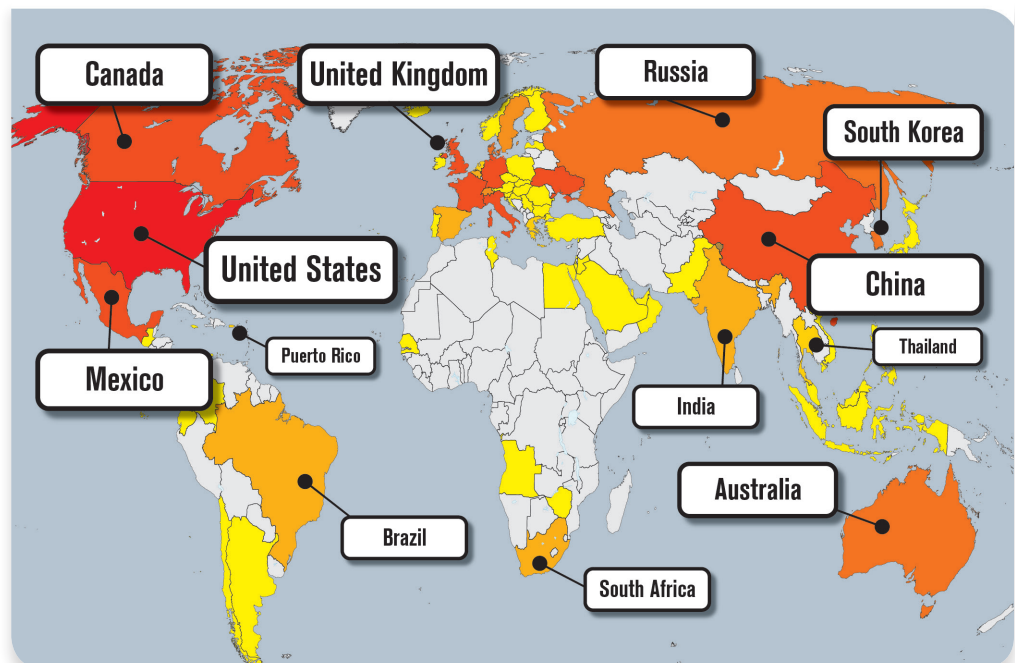 Canada
United Kingdom
Russia
South Korea
United States
China
Puerto Rico
Thailand
Mexico
India
Australia
Brazil
South Africa